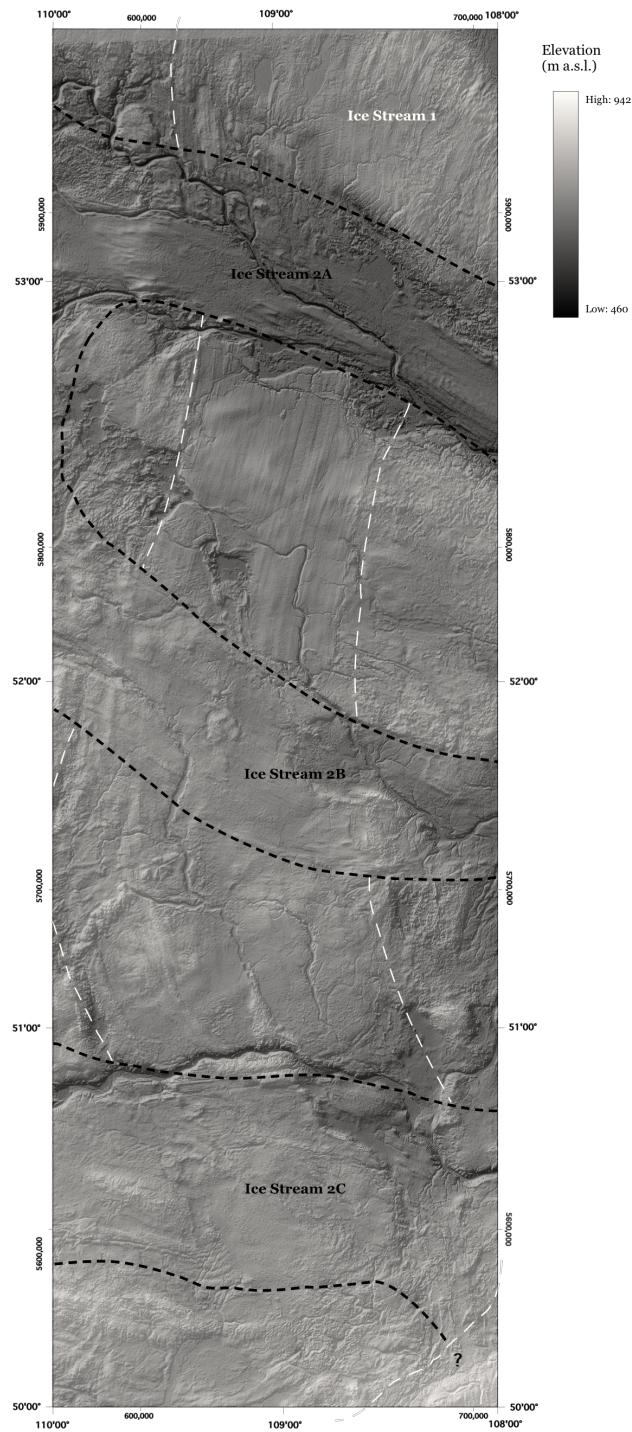 110°00" 109°00" 108°00"
600,000 700,000
Elevation
(m a.s.l.)
High: 942
Low: 460
Ice Stream 1
5900,000 5900,000
Ice Stream 2A
53°00" 53°00"
5800,000 5800,000
52°00" 52°00"
Ice Stream 2B
5700,000 5700,000
51°00" 51°00"
Ice Stream 2C
5600,000 5600,000
?
50°00" 50°00"
600,000 700,000
110°00" 109°00" 108°00"